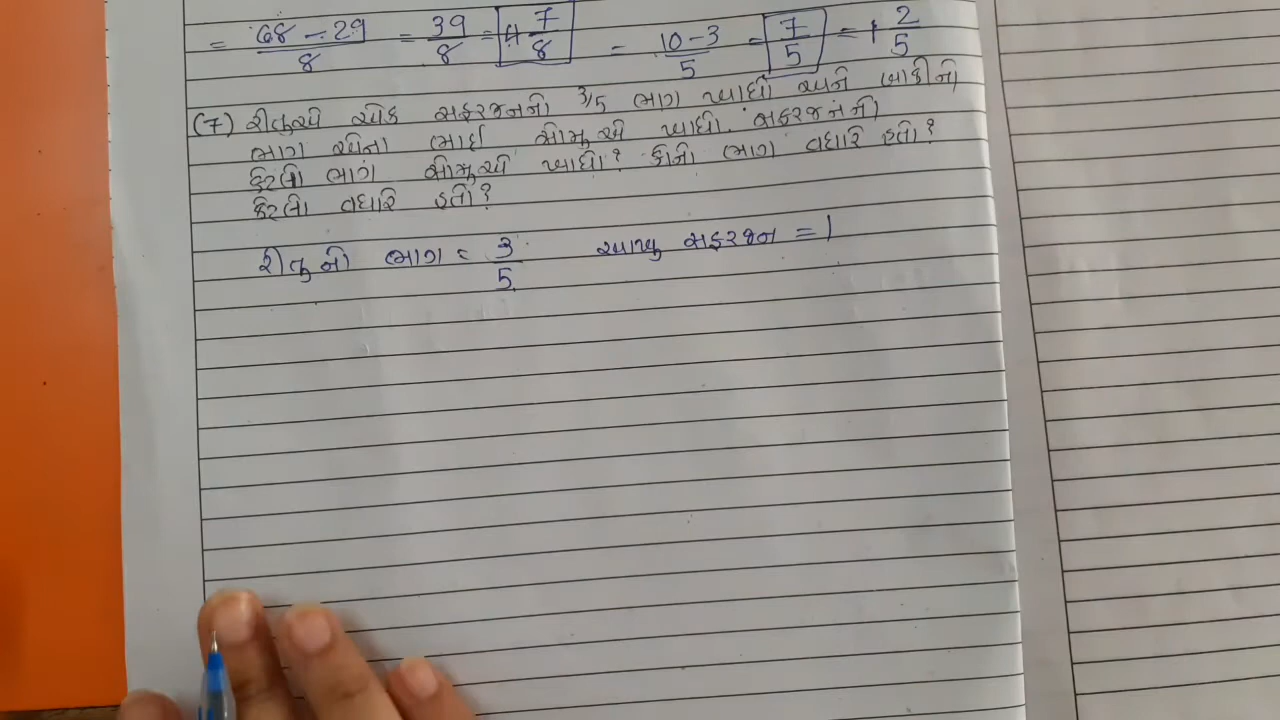 = 68 - 29 / 8 = 39/8 = 4 7/8 = 10 - 3 / 5 = 7/5 = 1 2/5
(7) રીતુએ એક સફરજનનો 3/5 ભાગ ખાધો અને બાકીનો
ભાગ એના ભાઈ સોમુએ ખાધો. સફરજનનો
કેટલો ભાગ સોમુએ ખાધો? કોનો ભાગ વધારે હતો?
કેટલો વધારે હતો?
રીતુનો ભાગ = 3/5 આખુ સફરજન = 1